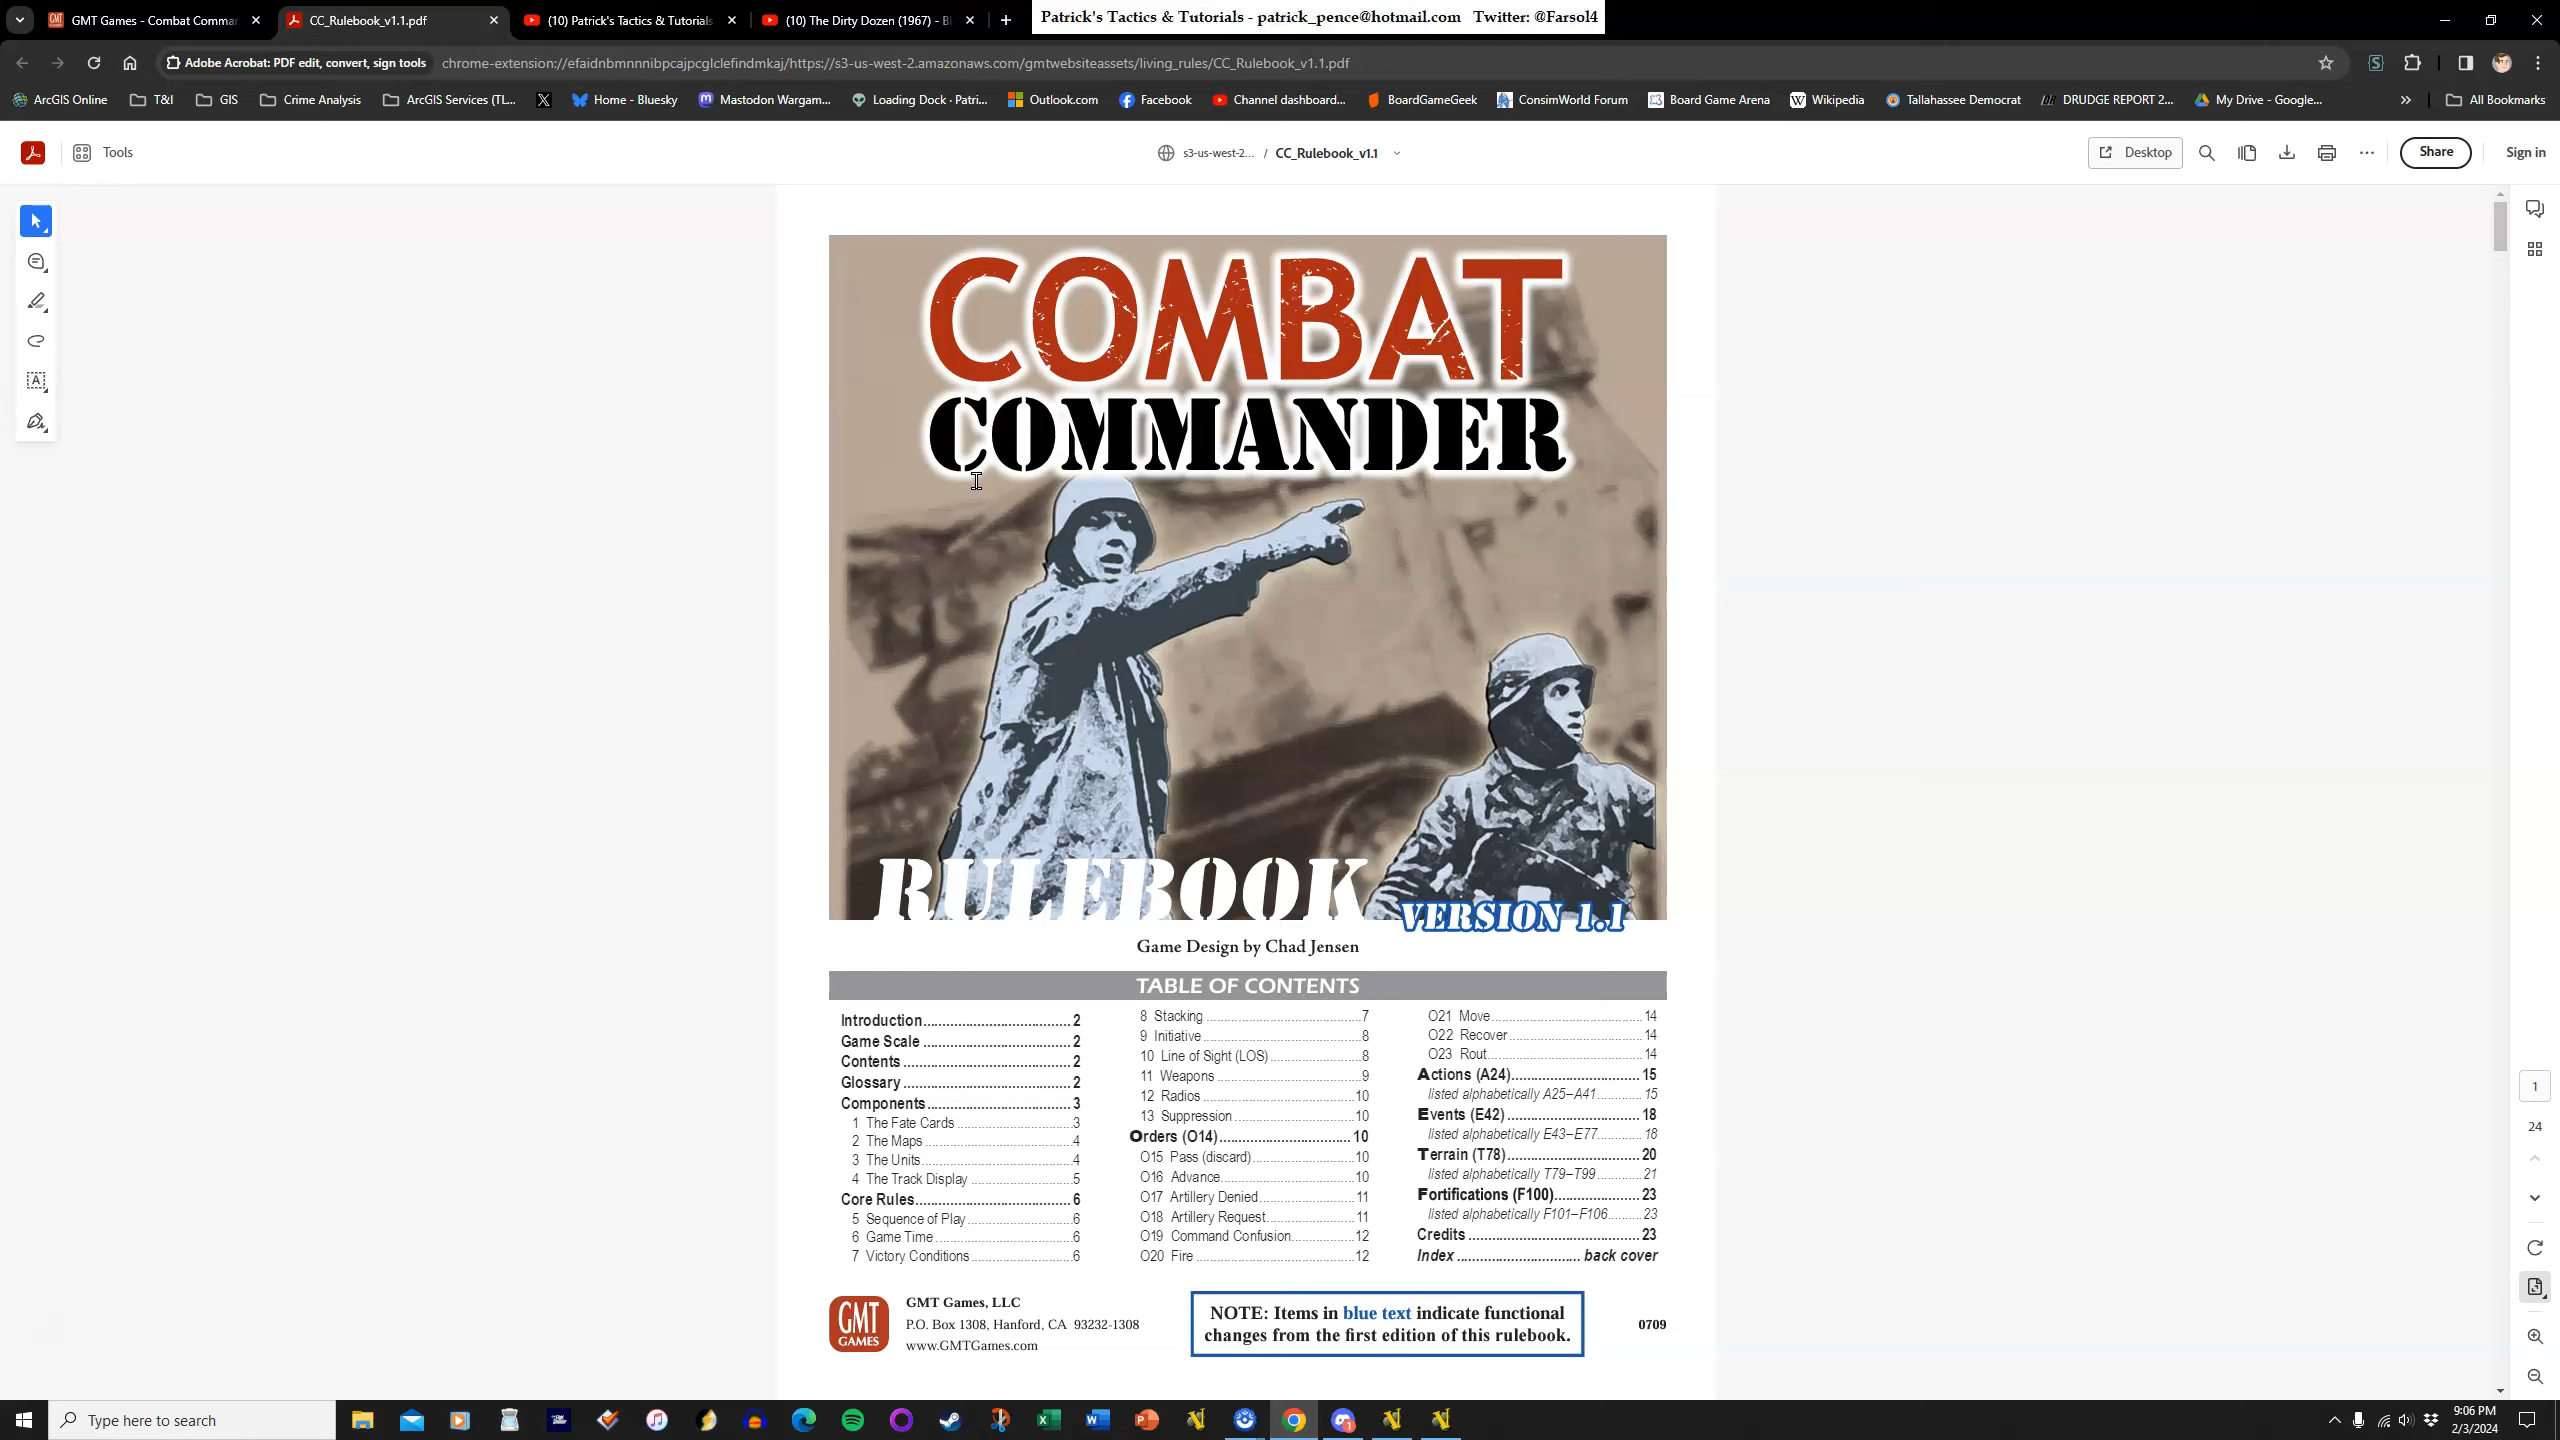 GMT Games - Combat Comman
CC_Rulebook_v1.1.pdf
(10) Patrick's Tactics & Tutorials
(10) The Dirty Dozen (1967) - Bl
Patrick's Tactics & Tutorials - patrick_pence@hotmail.com Twitter: @Farsol4
Adobe Acrobat: PDF edit, convert, sign tools
chrome-extension://efaidnbmnnnibpcajpcglclefindmkaj/https://s3-us-west-2.amazonaws.com/gmtwebsiteassets/living_rules/CC_Rulebook_v1.1.pdf
ArcGIS Online
T&I
GIS
Crime Analysis
ArcGIS Services (TL...
Home - Bluesky
Mastodon Wargam...
Loading Dock · Patri...
Outlook.com
Facebook
Channel dashboard...
BoardGameGeek
ConsimWorld Forum
Board Game Arena
Wikipedia
Tallahassee Democrat
DRUDGE REPORT 2...
My Drive - Google...
All Bookmarks
Tools
s3-us-west-2... / CC_Rulebook_v1.1
Desktop
Share
Sign in
COMBAT
COMMANDER
RULEBOOK
VERSION 1.1
Game Design by Chad Jensen
TABLE OF CONTENTS
Introduction 2
Game Scale 2
Contents 2
Glossary 2
Components 3
1 The Fate Cards 3
2 The Maps 4
3 The Units 4
4 The Track Display 5
Core Rules 6
5 Sequence of Play 6
6 Game Time 6
7 Victory Conditions 6
8 Stacking 7
9 Initiative 8
10 Line of Sight (LOS) 8
11 Weapons 9
12 Radios 10
13 Suppression 10
Orders (O14) 10
O15 Pass (discard) 10
O16 Advance 10
O17 Artillery Denied 11
O18 Artillery Request 11
O19 Command Confusion 12
O20 Fire 12
O21 Move 14
O22 Recover 14
O23 Rout 14
Actions (A24) 15
listed alphabetically A25–A41 15
Events (E42) 18
listed alphabetically E43–E77 18
Terrain (T78) 20
listed alphabetically T79–T99 21
Fortifications (F100) 23
listed alphabetically F101–F106 23
Credits 23
Index back cover
GMT
GAMES
GMT Games, LLC
P.O. Box 1308, Hanford, CA 93232-1308
www.GMTGames.com
NOTE: Items in blue text indicate functional
changes from the first edition of this rulebook.
0709
1
24
Type here to search
9:06 PM
2/3/2024